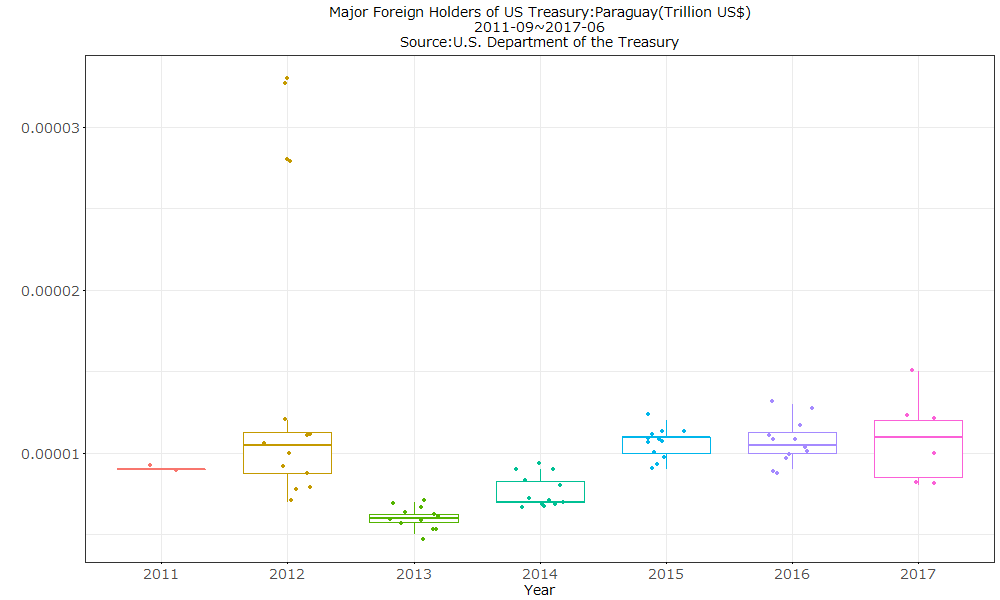 Major Foreign Holders of US Treasury:Paraguay(Trillion US$)
2011-09~2017-06
Source:U.S. Department of the Treasury
0.00003
0.00002
0.00001
2011 2012 2013 2014 2015 2016 2017
Year